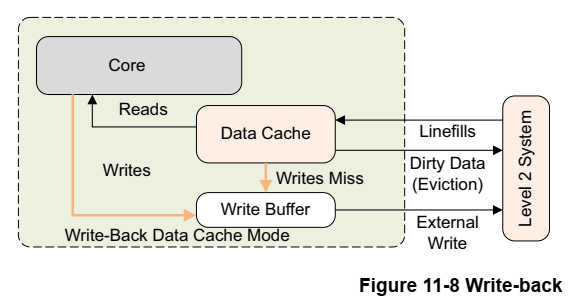 Core
Reads
Data Cache
Linefills
Dirty Data
(Eviction)
Level 2 System
Writes
Writes Miss
Write Buffer
External
Write
Write-Back Data Cache Mode
Figure 11-8 Write-back